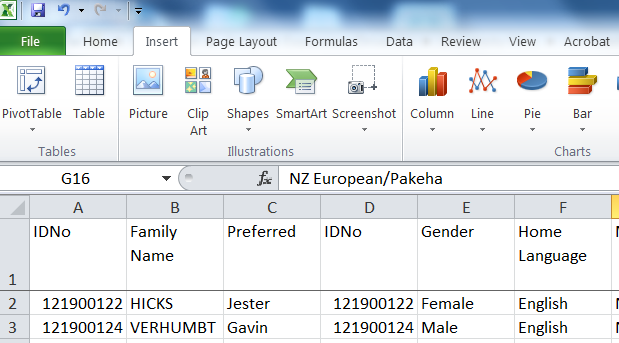 File Home Insert Page Layout Formulas Data Review View Acrobat
PivotTable Table Picture Clip Art Shapes SmartArt Screenshot Column Line Pie Bar
Tables Illustrations Charts
G16 fx NZ European/Pakeha
A B C D E F
1 IDNo Family Name Preferred IDNo Gender Home Language
2 121900122 HICKS Jester 121900122 Female English
3 121900124 VERHUMBT Gavin 121900124 Male English